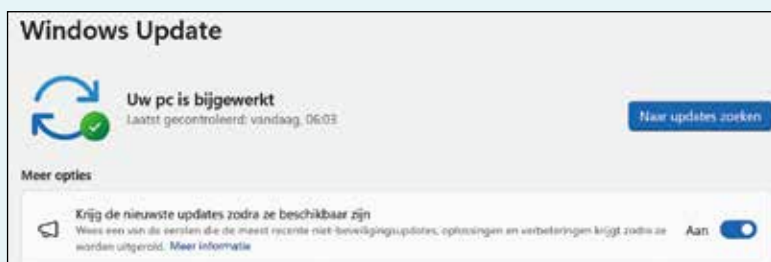 Windows Update
Uw pc is bijgewerkt
Laatst gecontroleerd: vandaag, 06:03
Naar updates zoeken
Meer opties
Krijg de nieuwste updates zodra ze beschikbaar zijn
Wees een van de eersten die de meest recente niet-beveiligingsupdates, oplossingen en verbeteringen krijgt zodra ze
worden uitgerold. Meer informatie
Aan